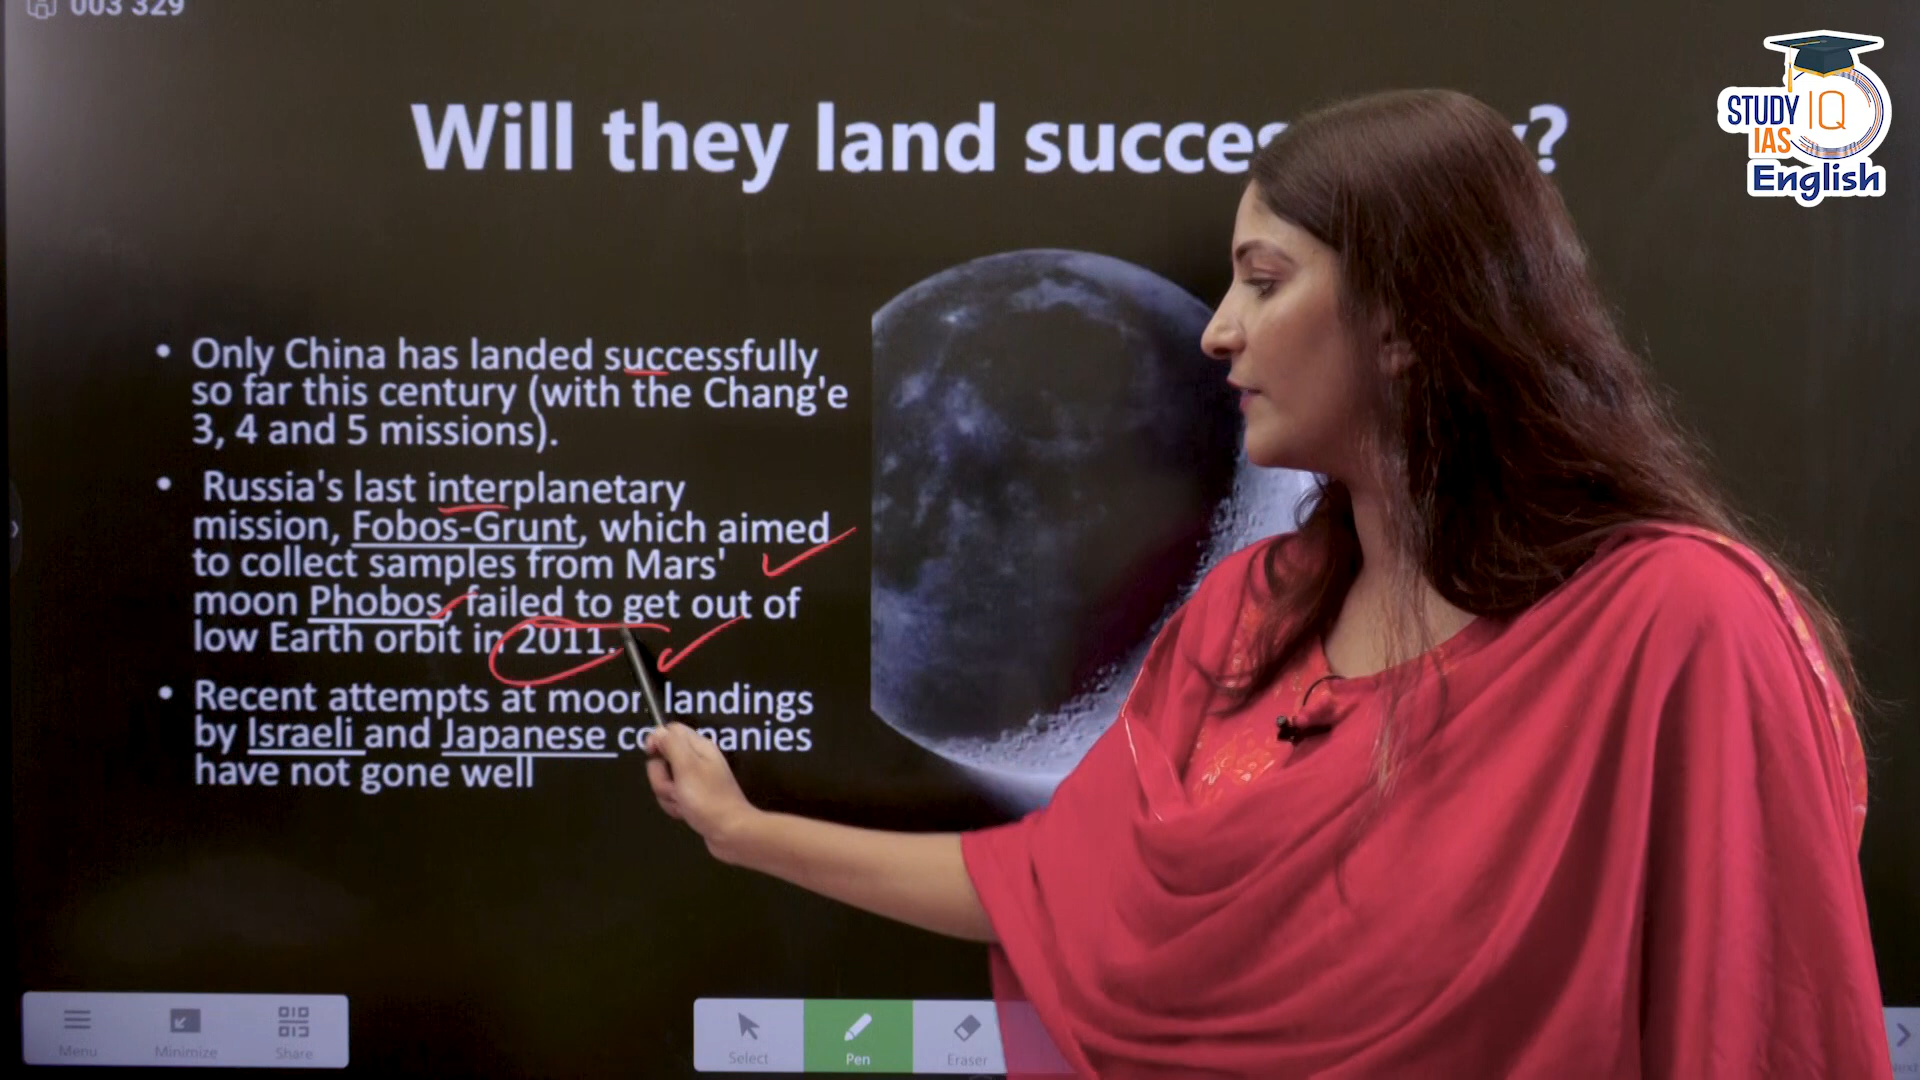 003 329
STUDY IQ
IAS
English
Will they land succes y?
• Only China has landed successfully
so far this century (with the Chang'e
3, 4 and 5 missions).
• Russia's last interplanetary
mission, Fobos-Grunt, which aimed
to collect samples from Mars'
moon Phobos, failed to get out of
low Earth orbit in 2011.
• Recent attempts at moon landings
by Israeli and Japanese companies
have not gone well
Menu Minimize Share
Select Pen Eraser